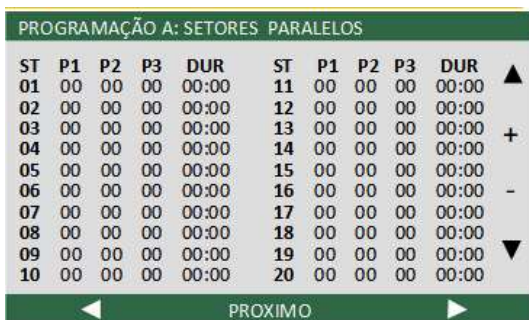 PROGRAMAÇÃO A: SETORES PARALELOS
ST P1 P2 P3 DUR ST P1 P2 P3 DUR
01 00 00 00 00:00 11 00 00 00 00:00
02 00 00 00 00:00 12 00 00 00 00:00
03 00 00 00 00:00 13 00 00 00 00:00 +
04 00 00 00 00:00 14 00 00 00 00:00
05 00 00 00 00:00 15 00 00 00 00:00
06 00 00 00 00:00 16 00 00 00 00:00 -
07 00 00 00 00:00 17 00 00 00 00:00
08 00 00 00 00:00 18 00 00 00 00:00
09 00 00 00 00:00 19 00 00 00 00:00
10 00 00 00 00:00 20 00 00 00 00:00
PROXIMO